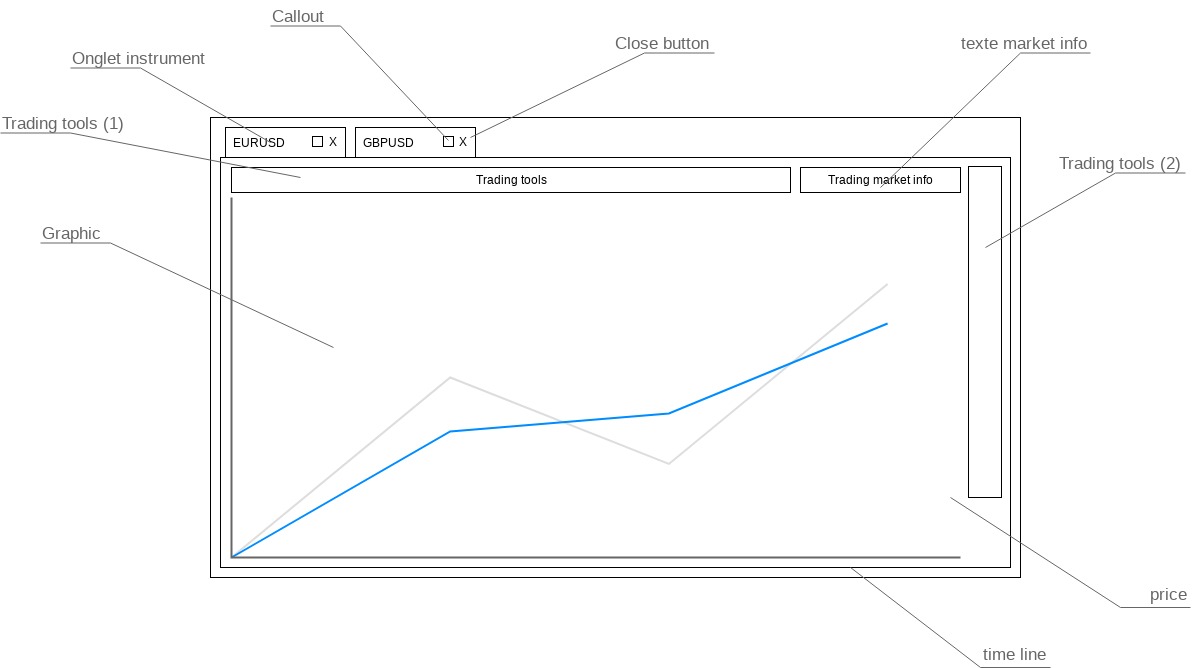 Callout
Close button
texte market info
Onglet instrument
Trading tools (1)
EURUSD X
GBPUSD X
Trading tools (2)
Trading tools
Trading market info
Graphic
price
time line